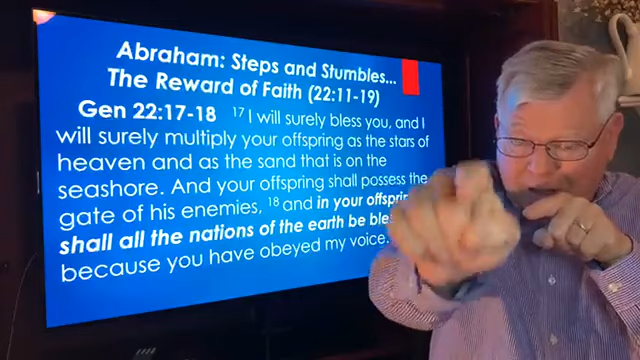 Abraham: Steps and Stumbles...
The Reward of Faith (22:11-19)
Gen 22:17-18 17 I will surely bless you, and I
will surely multiply your offspring as the stars of
heaven and as the sand that is on the
seashore. And your offspring shall possess the
gate of his enemies, 18 and in your offspri
shall all the nations of the earth be ble
because you have obeyed my voice.